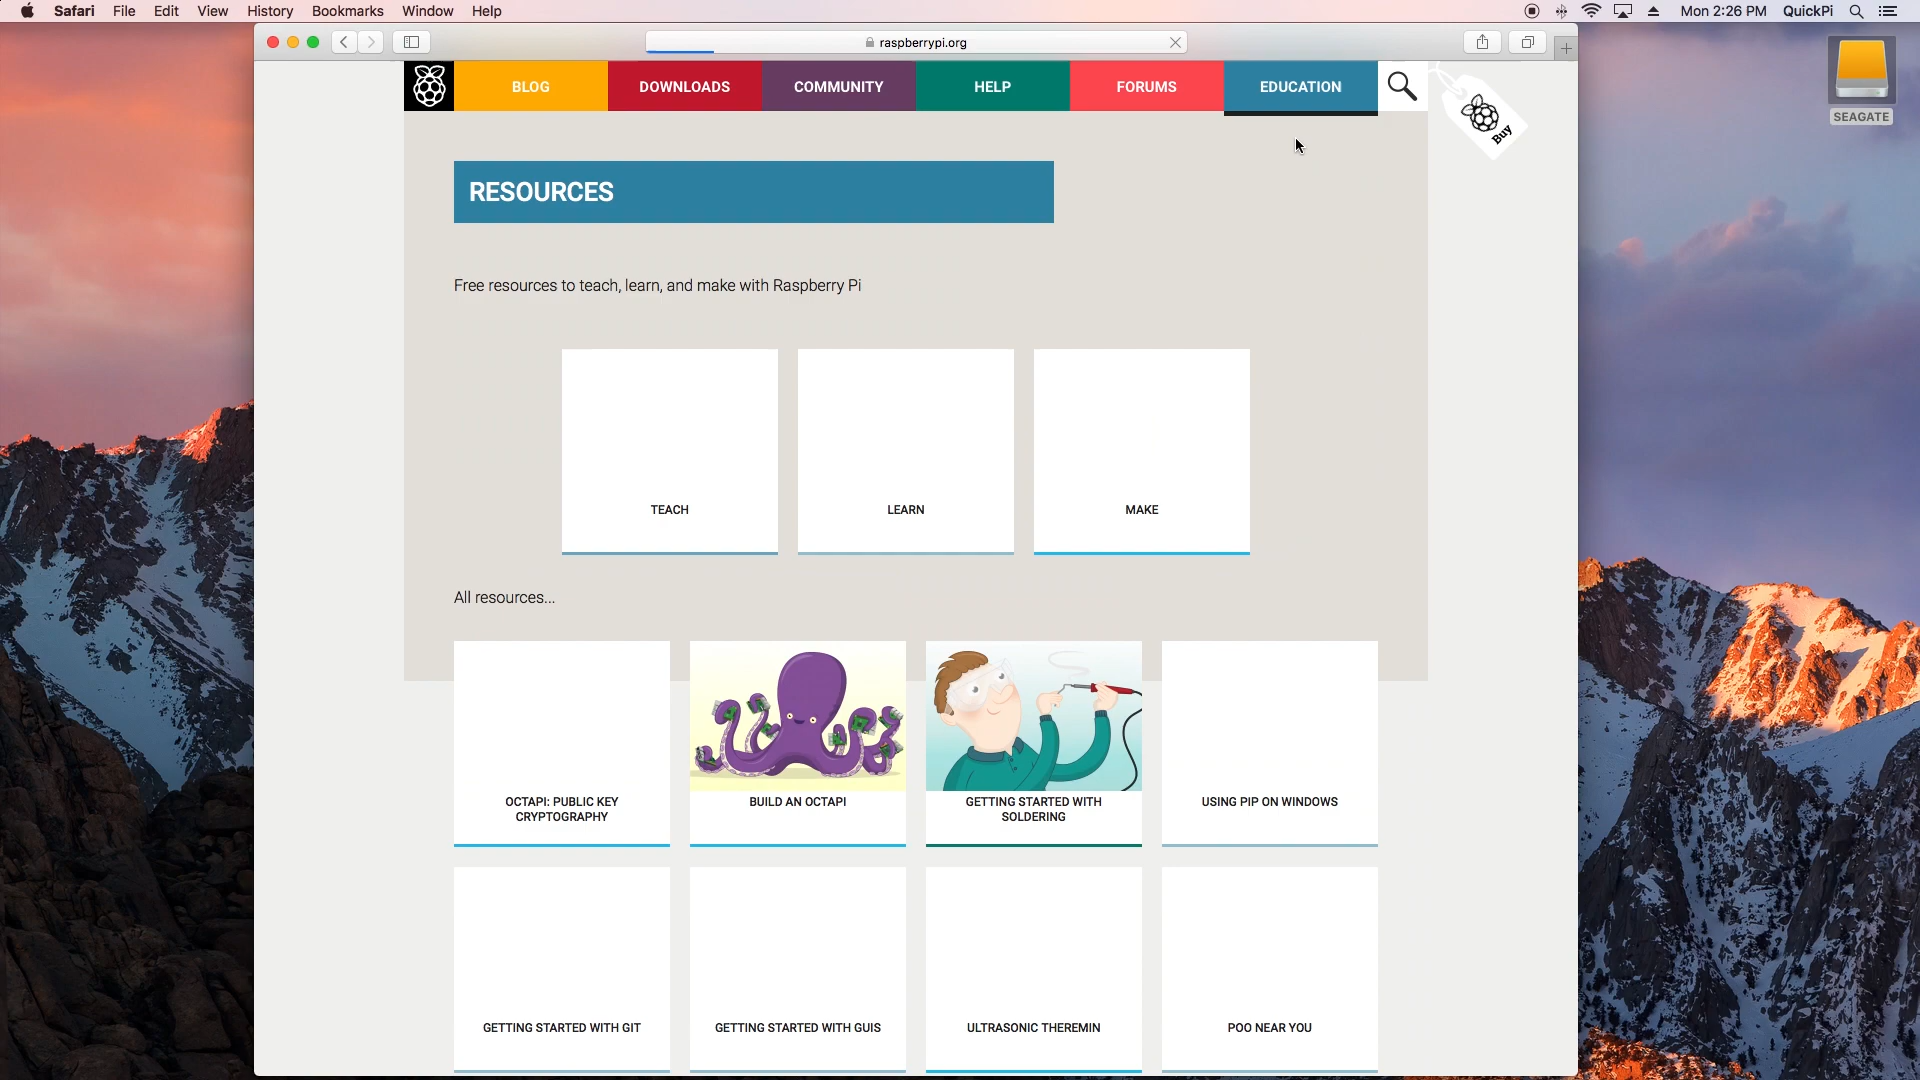 Safari File Edit View History Bookmarks Window Help Mon 2:26 PM QuickPi
raspberrypi.org
BLOG DOWNLOADS COMMUNITY HELP FORUMS EDUCATION
Buy
SEAGATE
RESOURCES
Free resources to teach, learn, and make with Raspberry Pi
TEACH LEARN MAKE
All resources...
OCTAPI: PUBLIC KEY
CRYPTOGRAPHY
BUILD AN OCTAPI
GETTING STARTED WITH
SOLDERING
USING PIP ON WINDOWS
GETTING STARTED WITH GIT
GETTING STARTED WITH GUIS
ULTRASONIC THEREMIN
POO NEAR YOU